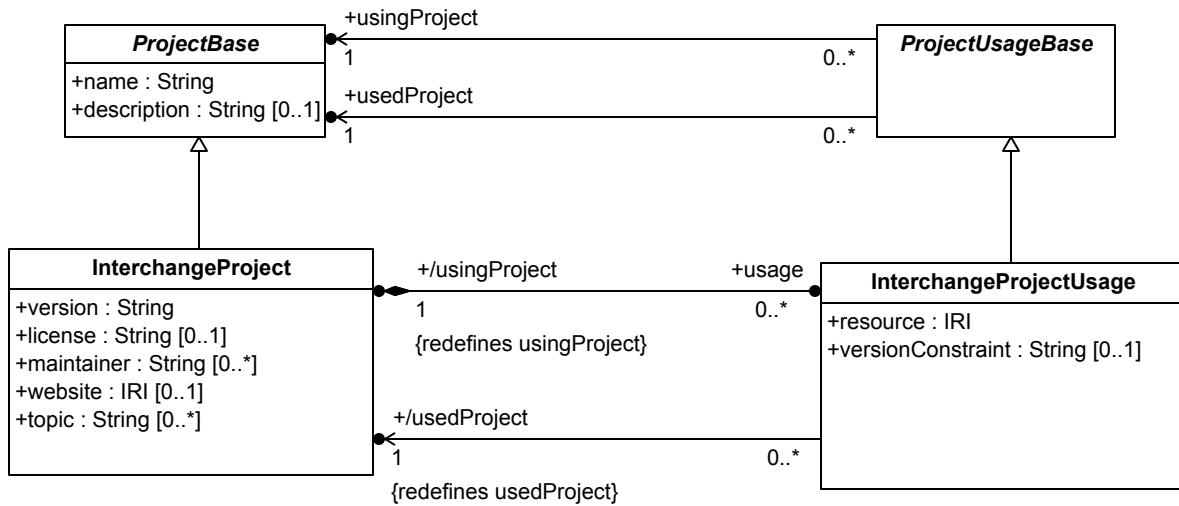 +usingProject
ProjectBase
ProjectUsageBase
1
0..*
+name : String
+description : String [0..1]
+usedProject
1
0..*
InterchangeProject
+/usingProject
+usage
InterchangeProjectUsage
+version : String
+license : String [0..1]
+maintainer : String [0..*]
+website : IRI [0..1]
+topic : String [0..*]
1
0..*
{redefines usingProject}
+resource : IRI
+versionConstraint : String [0..1]
+/usedProject
1
0..*
{redefines usedProject}